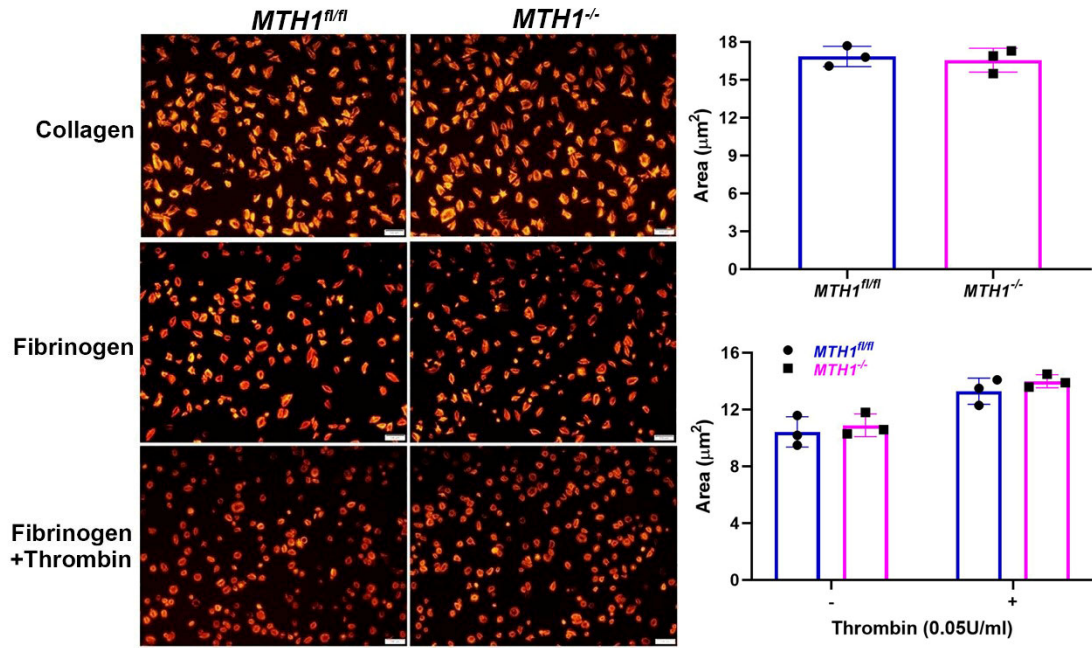 MTH1fl/fl
MTH1-/-
Collagen
Fibrinogen
Fibrinogen
+Thrombin
18
15
12
9
6
3
0
Area (μm2)
MTH1fl/fl
MTH1-/-
16
12
8
4
0
Area (μm2)
MTH1fl/fl
MTH1-/-
-
+
Thrombin (0.05U/ml)